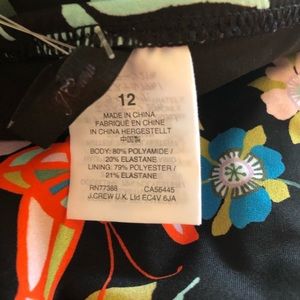 12
MADE IN CHINA
FABRIQUÉ EN CHINE
IN CHINA HERGESTELLT
中国製
BODY: 80% POLYAMIDE /
20% ELASTANE
LINING: 79% POLYESTER /
21% ELASTANE
RN77388 CA56445
J.CREW U.K. Ltd EC4V 6JA